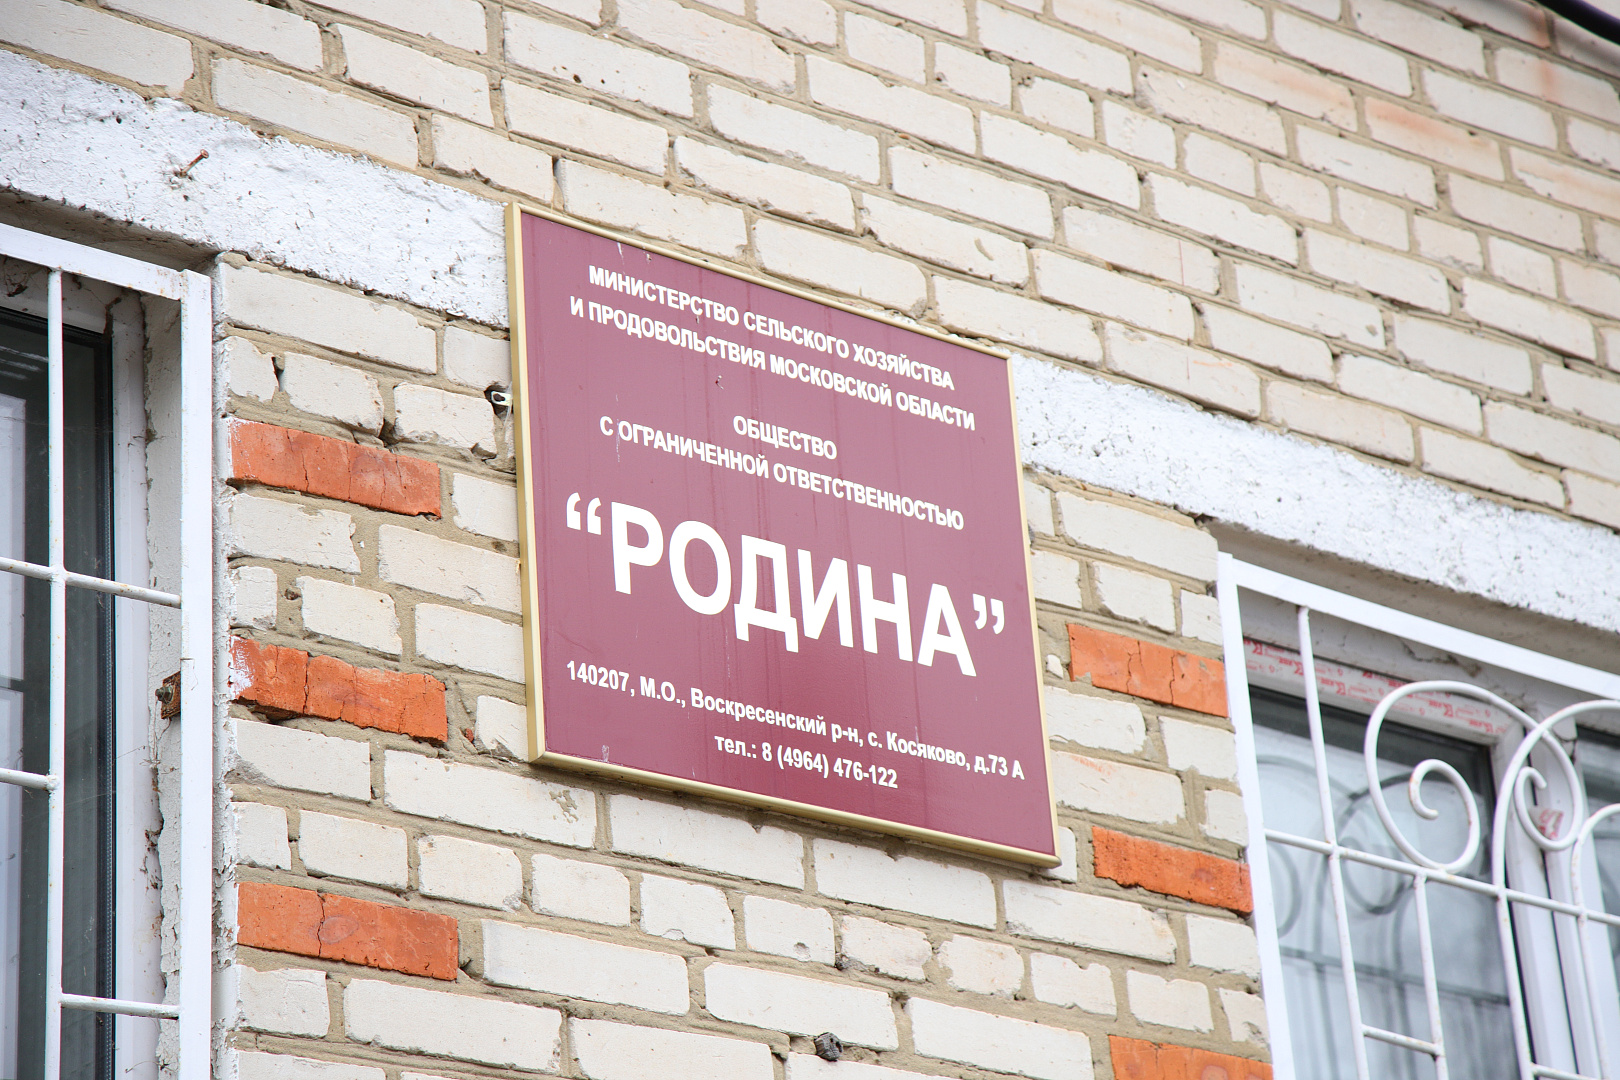 МИНИСТЕРСТВО СЕЛЬСКОГО ХОЗЯЙСТВА
И ПРОДОВОЛЬСТВИЯ МОСКОВСКОЙ ОБЛАСТИ
ОБЩЕСТВО
С ОГРАНИЧЕННОЙ ОТВЕТСТВЕННОСТЬЮ
“РОДИНА”
140207, М.О., Воскресенский р-н, с. Косяково, д.73 А
тел.: 8 (4964) 476-122